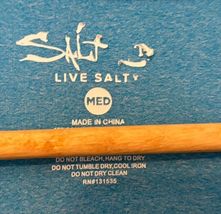 SALT
LIVE SALTY
MED
MADE IN CHINA
DO NOT BLEACH, HANG TO DRY
DO NOT TUMBLE DRY, COOL IRON
DO NOT DRY CLEAN
RN#131535